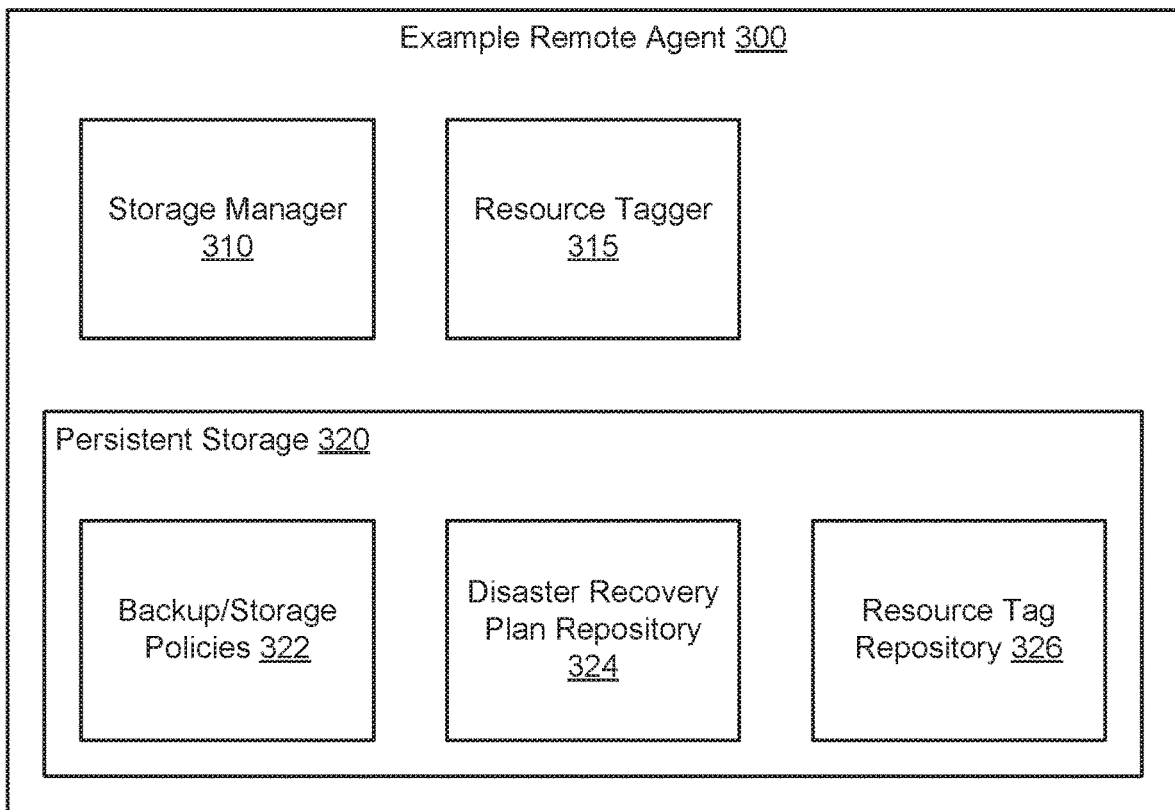 Example Remote Agent 300
Storage Manager
310
Resource Tagger
315
Persistent Storage 320
Backup/Storage
Policies 322
Disaster Recovery
Plan Repository
324
Resource Tag
Repository 326